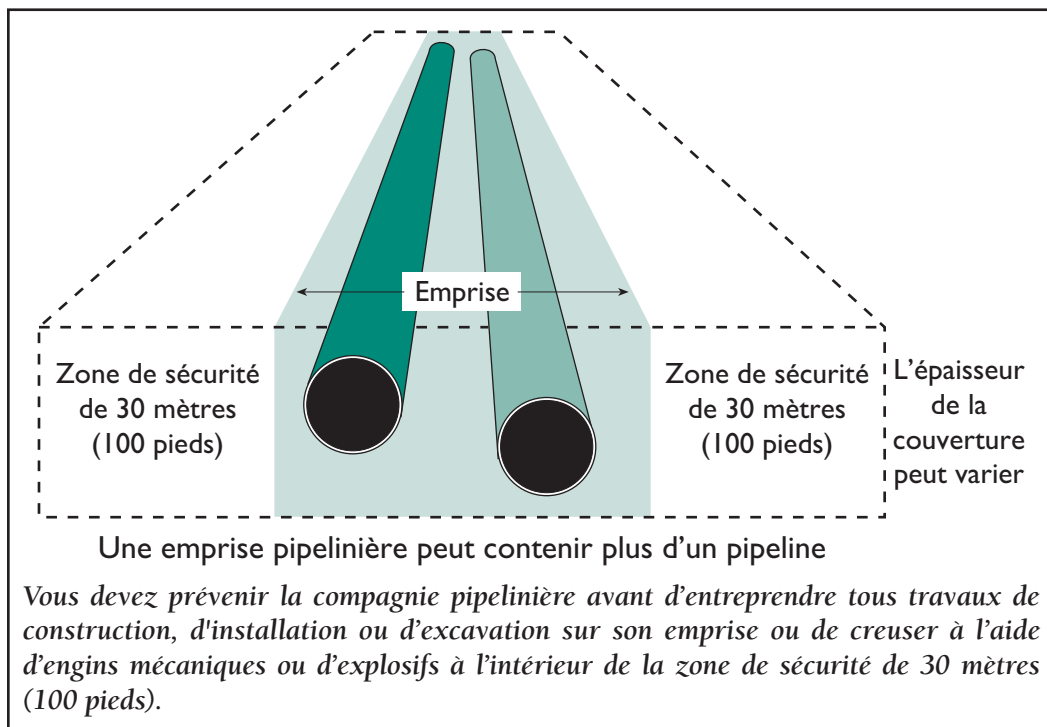 Emprise
Zone de sécurité
de 30 mètres
(100 pieds)
Zone de sécurité
de 30 mètres
(100 pieds)
L’épaisseur
de la
couverture
peut varier
Une emprise pipelinière peut contenir plus d’un pipeline
Vous devez prévenir la compagnie pipelinière avant d’entreprendre tous travaux de
construction, d'installation ou d’excavation sur son emprise ou de creuser à l’aide
d’engins mécaniques ou d’explosifs à l’intérieur de la zone de sécurité de 30 mètres
(100 pieds).